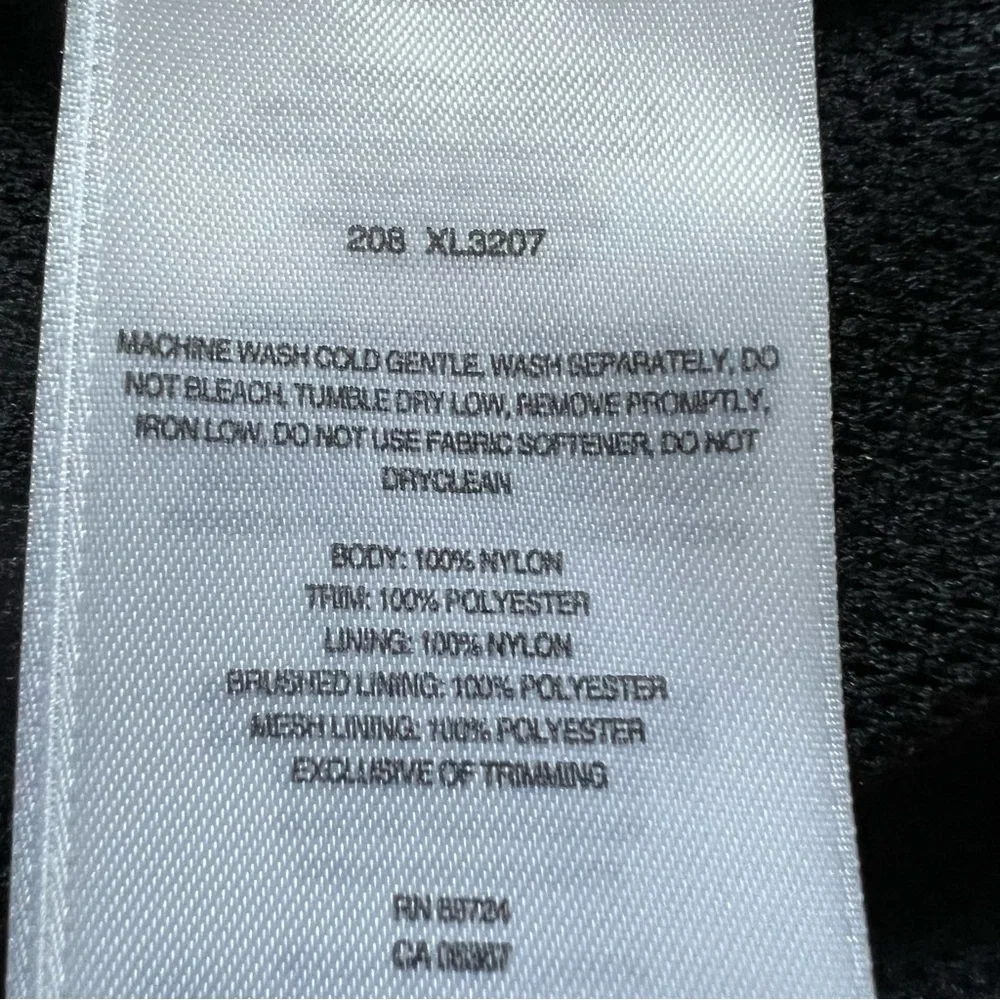 208 XL3207
MACHINE WASH COLD GENTLE, WASH SEPARATELY, DO
NOT BLEACH, TUMBLE DRY LOW, REMOVE PROMPTLY,
IRON LOW, DO NOT USE FABRIC SOFTENER, DO NOT
DRYCLEAN
BODY: 100% NYLON
TRIM: 100% POLYESTER
LINING: 100% NYLON
BRUSHED LINING: 100% POLYESTER
MESH LINING: 100% POLYESTER
EXCLUSIVE OF TRIMMING
RN
CA